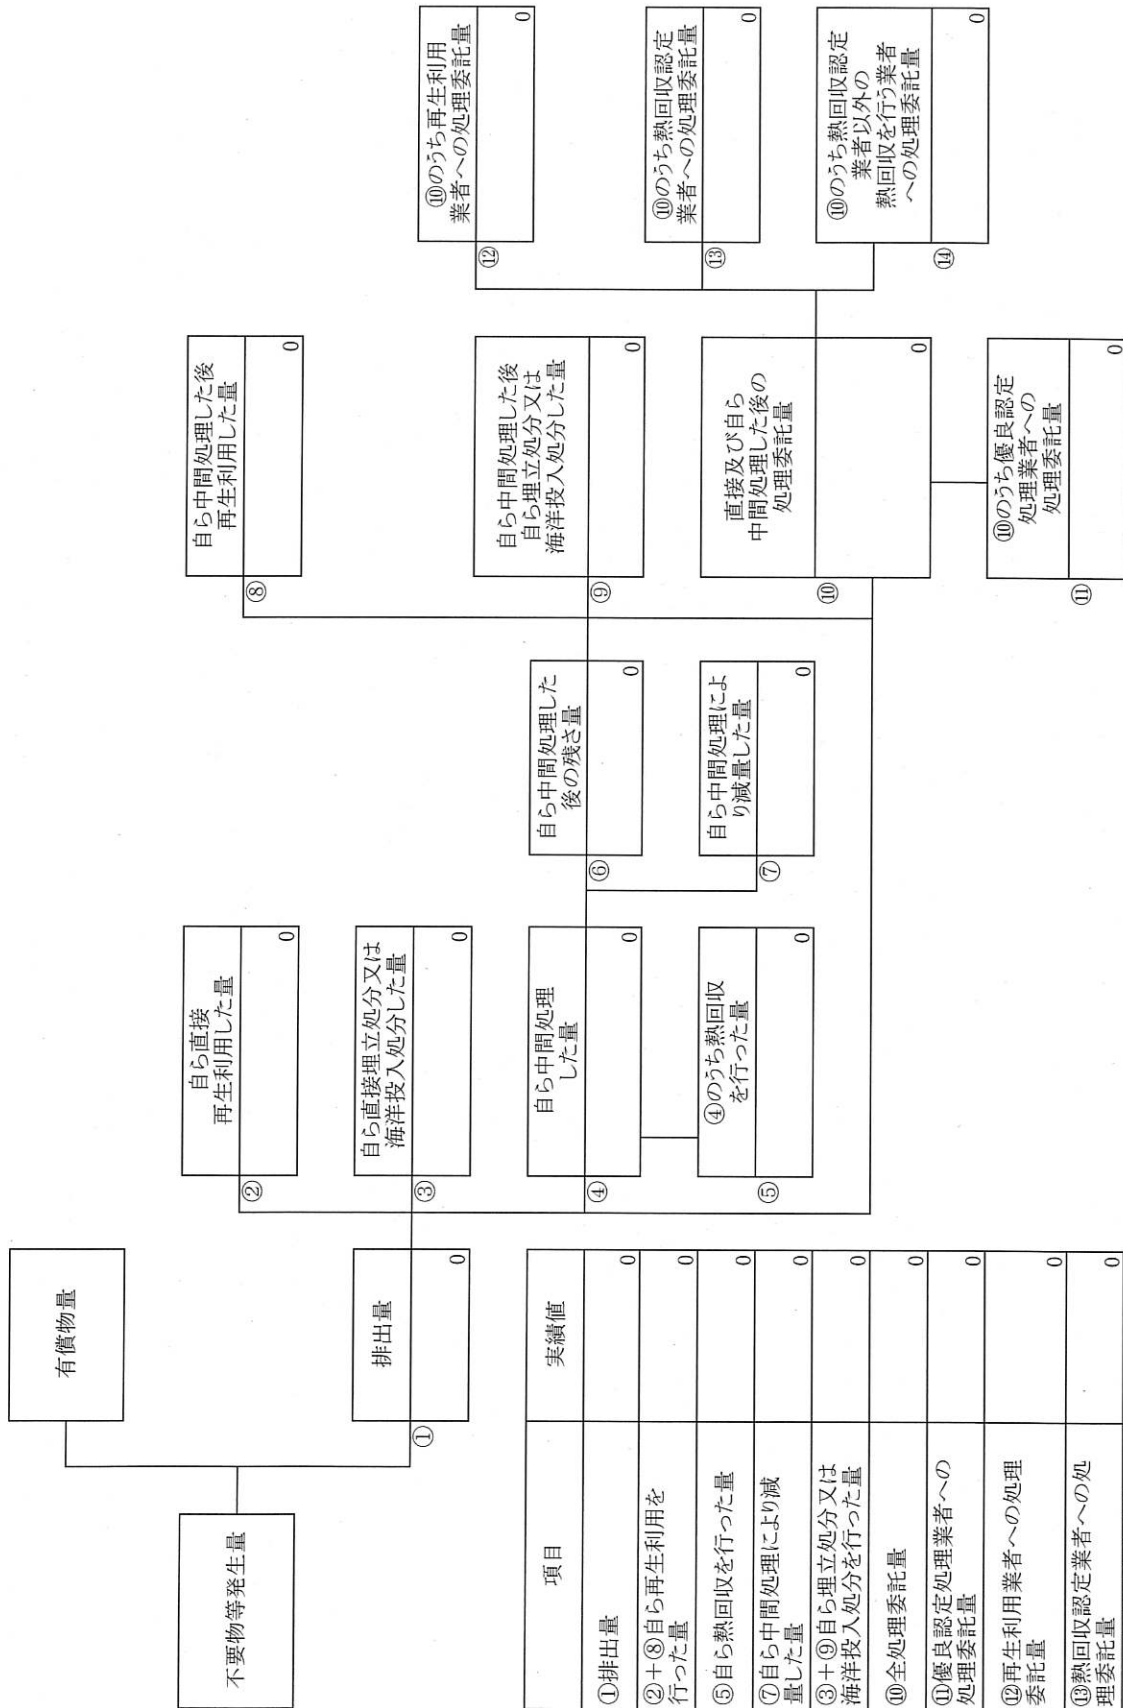 不要物等発生量
有償物量
①
排出量
0
②
自ら直接
再生利用した量
0
③
自ら直接埋立処分又は
海洋投入処分した量
0
④
自ら中間処理
した量
0
⑤
④のうち熱回収
を行った量
0
⑥
自ら中間処理した
後の残さ量
0
⑦
自ら中間処理によ
り減量した量
0
⑧
自ら中間処理した後
再生利用した量
0
⑨
自ら中間処理した後
自ら埋立処分又は
海洋投入処分した量
0
⑩
直接及び自ら
中間処理した後の
処理委託量
0
⑪
⑩のうち優良認定
処理業者への
処理委託量
0
⑫
⑩のうち再生利用
業者への処理委託量
0
⑬
⑩のうち熱回収認定
業者への処理委託量
0
⑭
⑩のうち熱回収認定
業者以外の
熱回収を行う業者
への処理委託量
0
項目 実績値
①排出量 0
②+⑧自ら再生利用を
行った量 0
⑤自ら熱回収を行った量 0
⑦自ら中間処理により減
量した量 0
③+⑨自ら埋立処分又は
海洋投入処分を行った量 0
⑩全処理委託量 0
⑪優良認定処理業者への
処理委託量 0
⑫再生利用業者への処理
委託量 0
⑬熱回収認定業者への処
理委託量 0